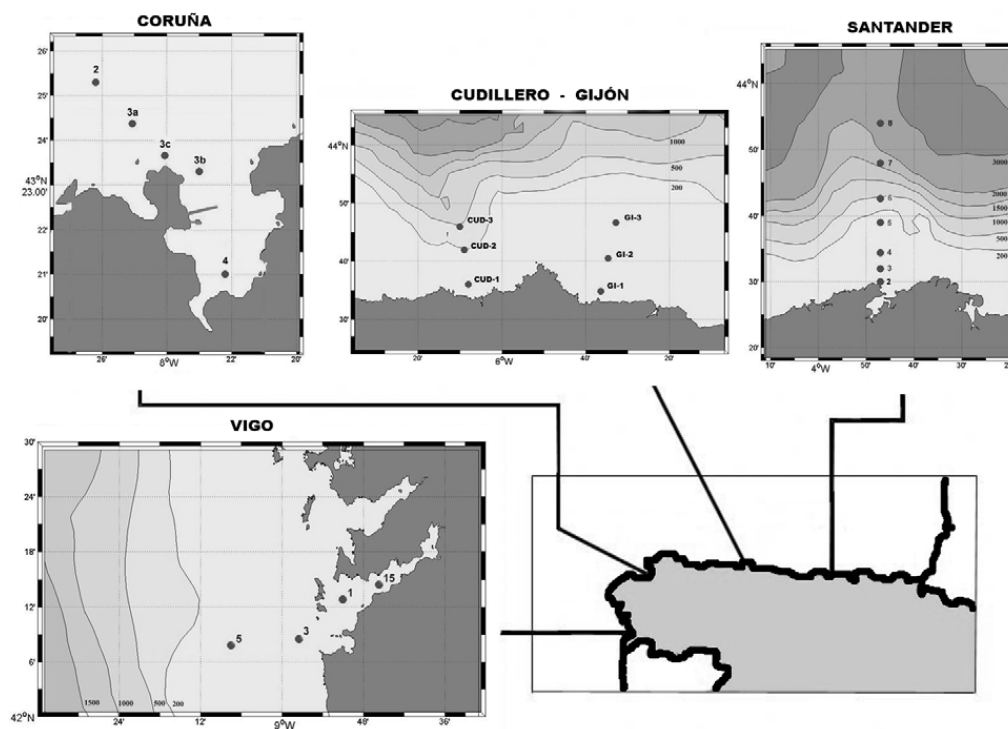 CORUÑA
26'
2
25'
3a
24'
3c
3b
43°N
23.00'
22'
21'
4
20'
26'
8°W
22'
20'
CUDILLERO - GIJÓN
44°N
1000
500
200
50'
CUD-3
GI-3
CUD-2
40'
GI-2
CUD-1
GI-1
30'
20'
6°W
40'
20'
SANTANDER
44°N
8
50'
7
3000
2000
6
1500
40'
5
1000
500
4
200
3
30'
2
20'
10'
4°W
40'
30'
20'
VIGO
30'
24'
18'
15
12'
1
3
5
6'
1500
1000
500
200
42°N
24'
12'
9°W
48'
36'